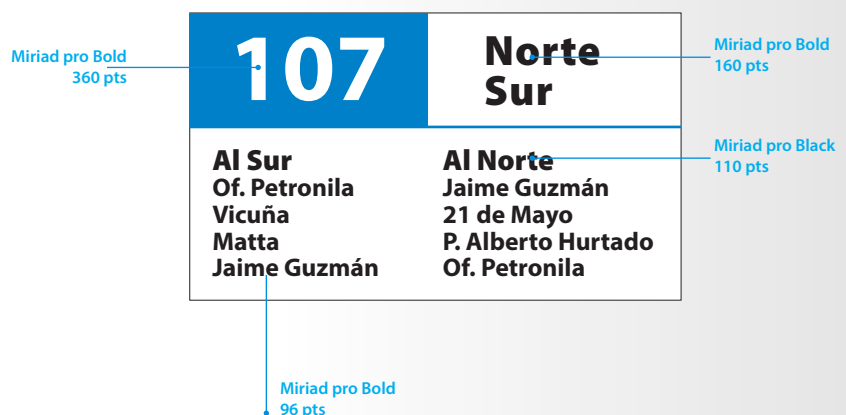 Miriad pro Bold
360 pts
107
Norte
Sur
Miriad pro Bold
160 pts
Al Sur
Of. Petronila
Vicuña
Matta
Jaime Guzmán
Al Norte
Jaime Guzmán
21 de Mayo
P. Alberto Hurtado
Of. Petronila
Miriad pro Black
110 pts
Miriad pro Bold
96 pts